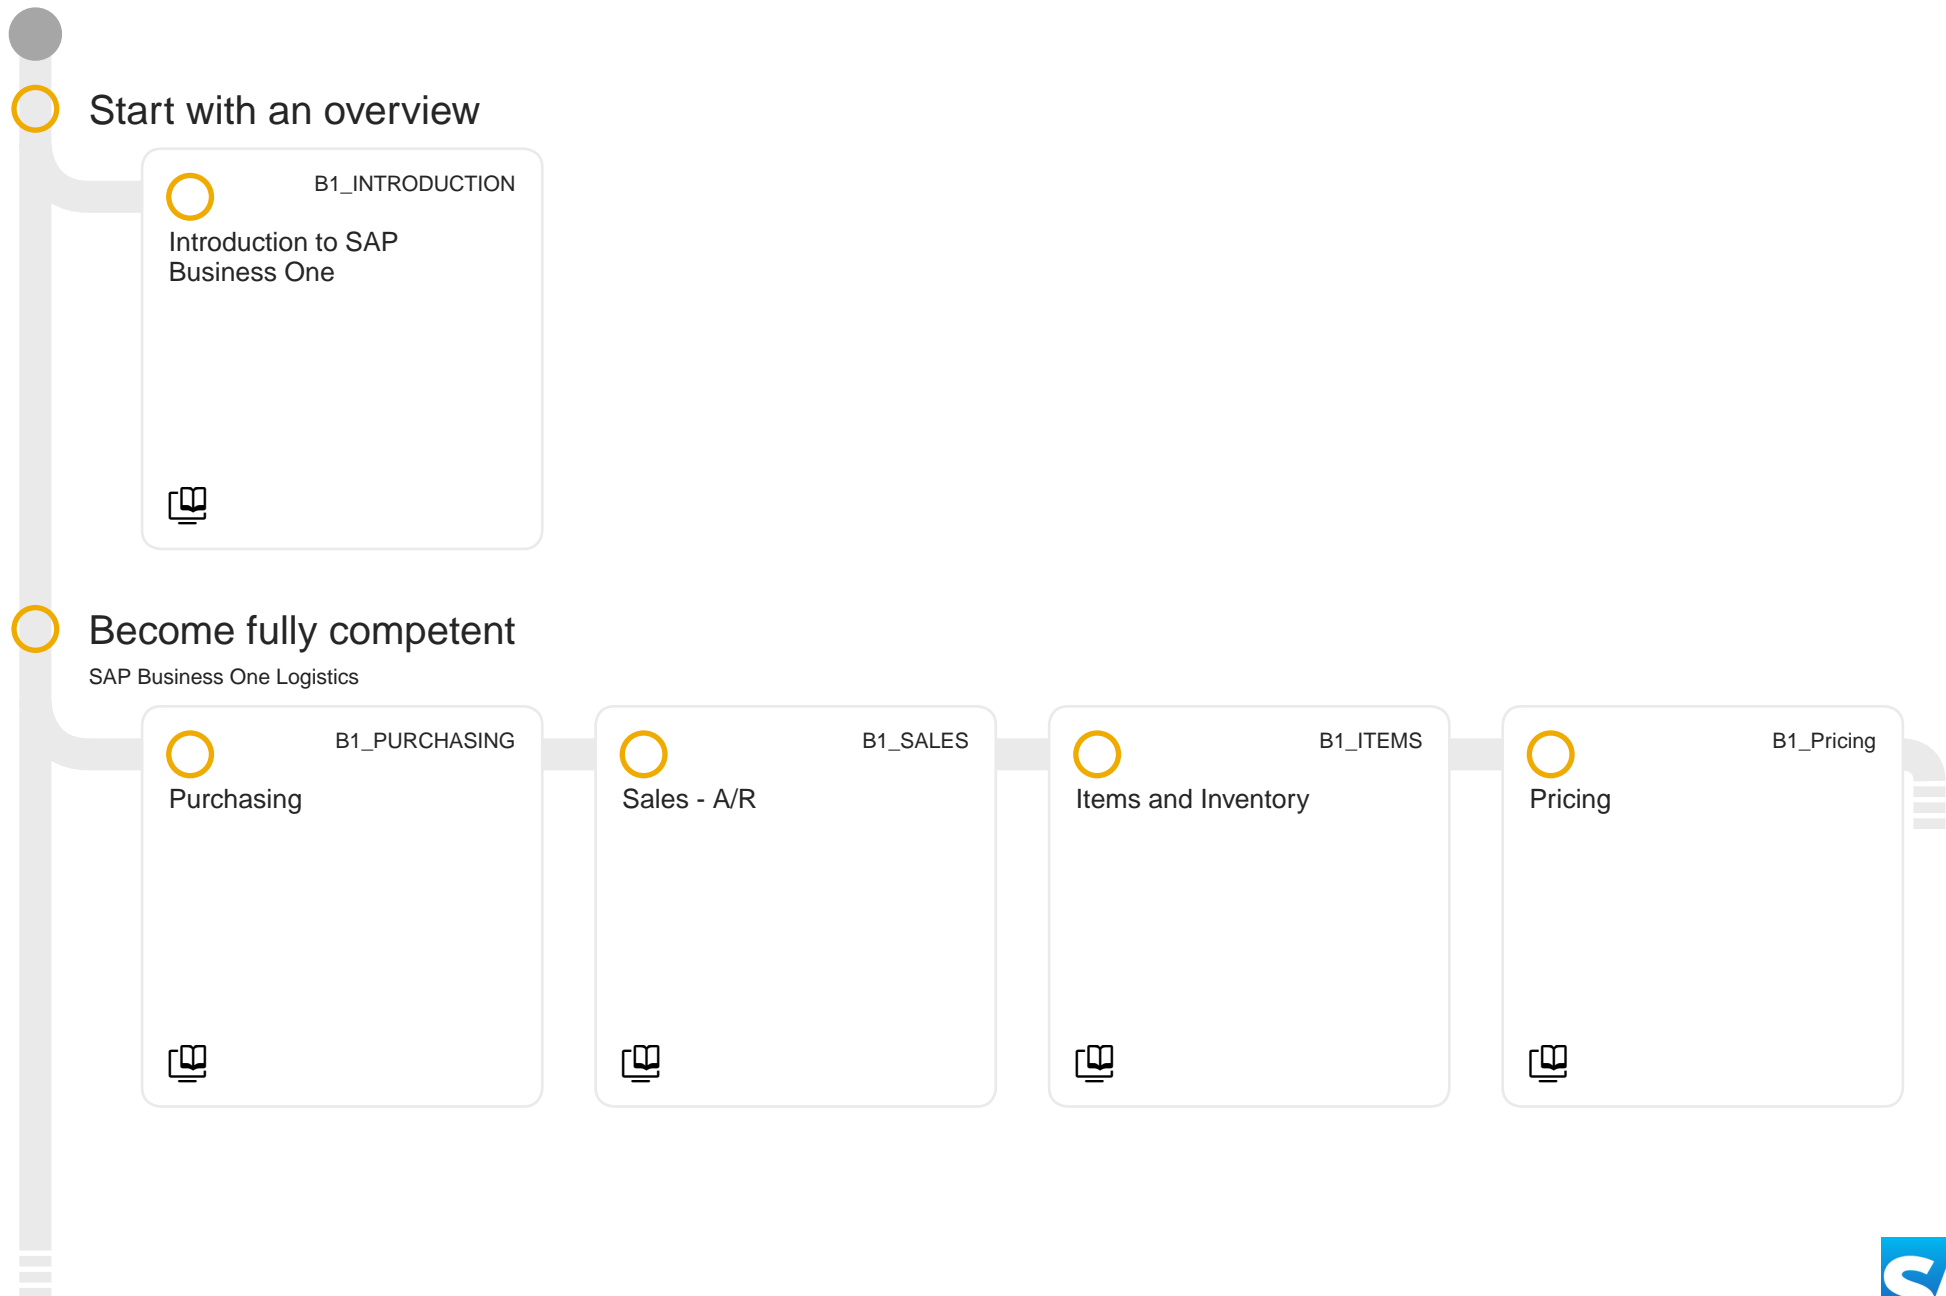 Start with an overview
B1_INTRODUCTION
Introduction to SAP
Business One
Become fully competent
SAP Business One Logistics
B1_PURCHASING
Purchasing
B1_SALES
Sales - A/R
B1_ITEMS
Items and Inventory
B1_Pricing
Pricing